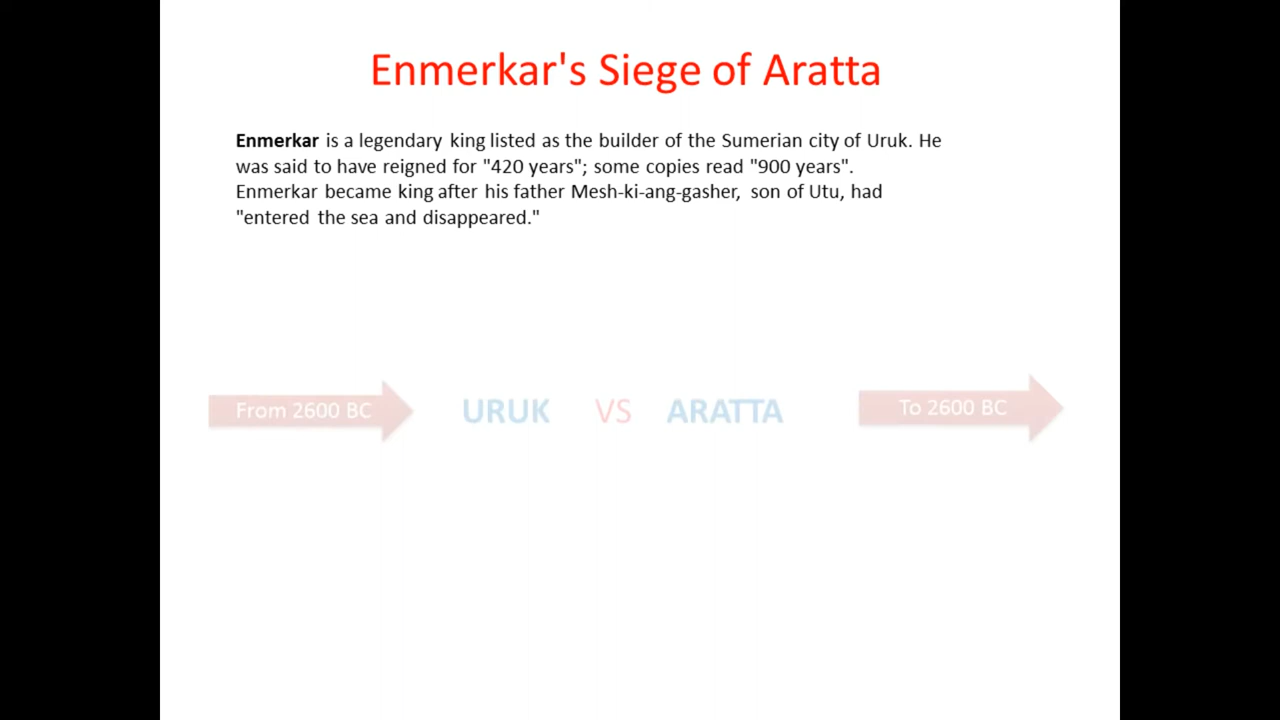 Enmerkar's Siege of Aratta
Enmerkar is a legendary king listed as the builder of the Sumerian city of Uruk. He
was said to have reigned for "420 years"; some copies read "900 years".
Enmerkar became king after his father Mesh-ki-ang-gasher, son of Utu, had
"entered the sea and disappeared."
From 2600 BC URUK VS ARATTA To 2600 BC